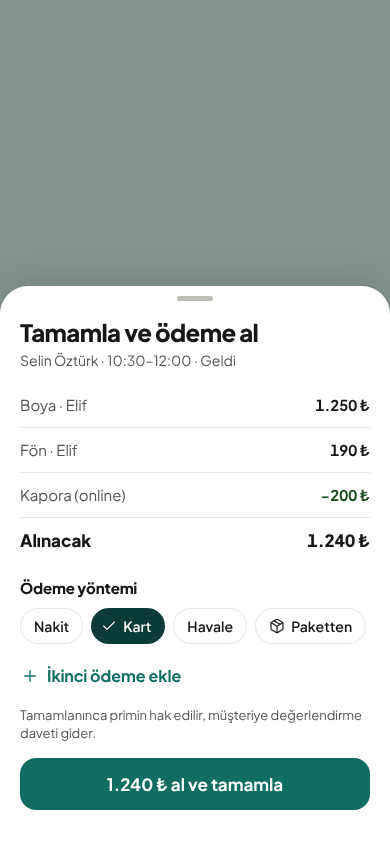 Tamamla ve ödeme al
Selin Öztürk · 10:30–12:00 · Geldi
Boya · Elif 1.250 ₺
Fön · Elif 190 ₺
Kapora (online) −200 ₺
Alınacak 1.240 ₺
Ödeme yöntemi
Nakit Kart Havale Paketten
İkinci ödeme ekle
Tamamlanınca primin hak edilir, müşteriye değerlendirme
daveti gider.
1.240 ₺ al ve tamamla